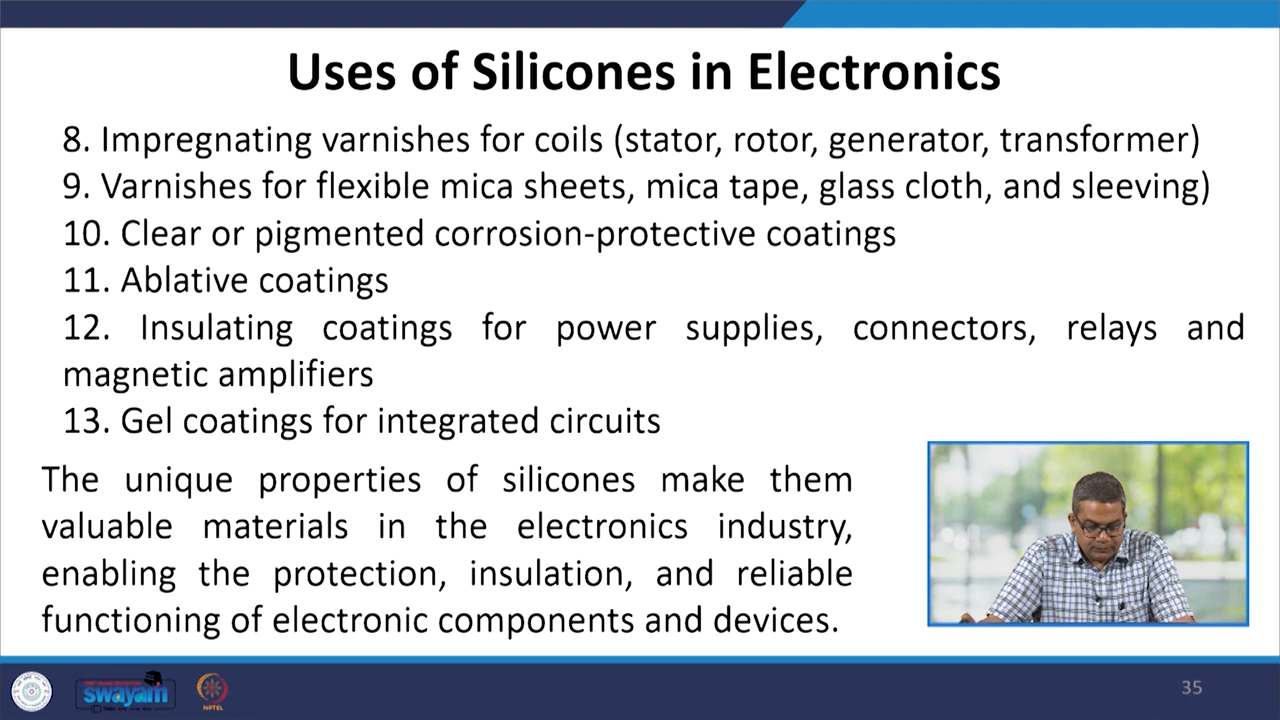 Uses of Silicones in Electronics
8. Impregnating varnishes for coils (stator, rotor, generator, transformer)
9. Varnishes for flexible mica sheets, mica tape, glass cloth, and sleeving)
10. Clear or pigmented corrosion-protective coatings
11. Ablative coatings
12. Insulating coatings for power supplies, connectors, relays and
magnetic amplifiers
13. Gel coatings for integrated circuits
The unique properties of silicones make them
valuable materials in the electronics industry,
enabling the protection, insulation, and reliable
functioning of electronic components and devices.
swayam
NPTEL
35